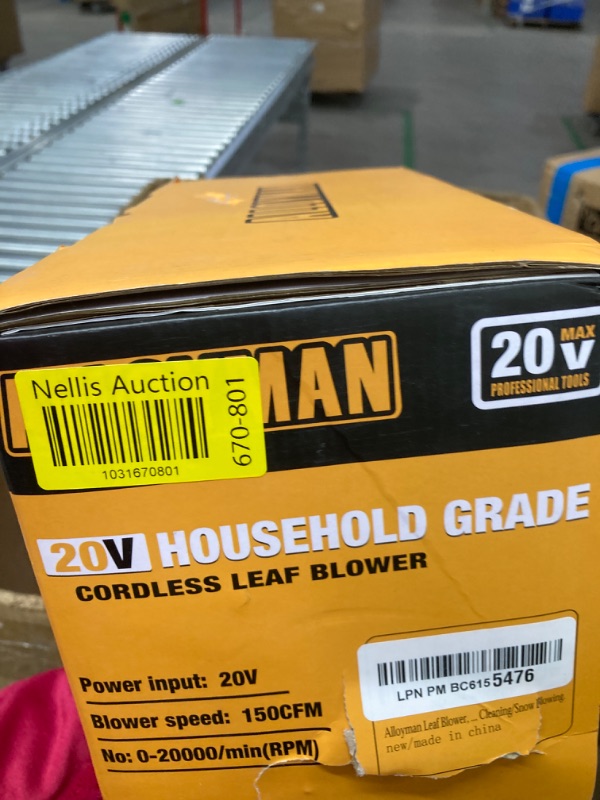 MAN
20V MAX
PROFESSIONAL TOOLS
Nellis Auction
1031670801
670-801
20V HOUSEHOLD GRADE
CORDLESS LEAF BLOWER
Power input: 20V
Blower speed: 150CFM
No: 0-20000/min(RPM)
LPN PM BC6155476
Alloyman Leaf Blower, ... Cleaning/Snow Blowing
new/made in china